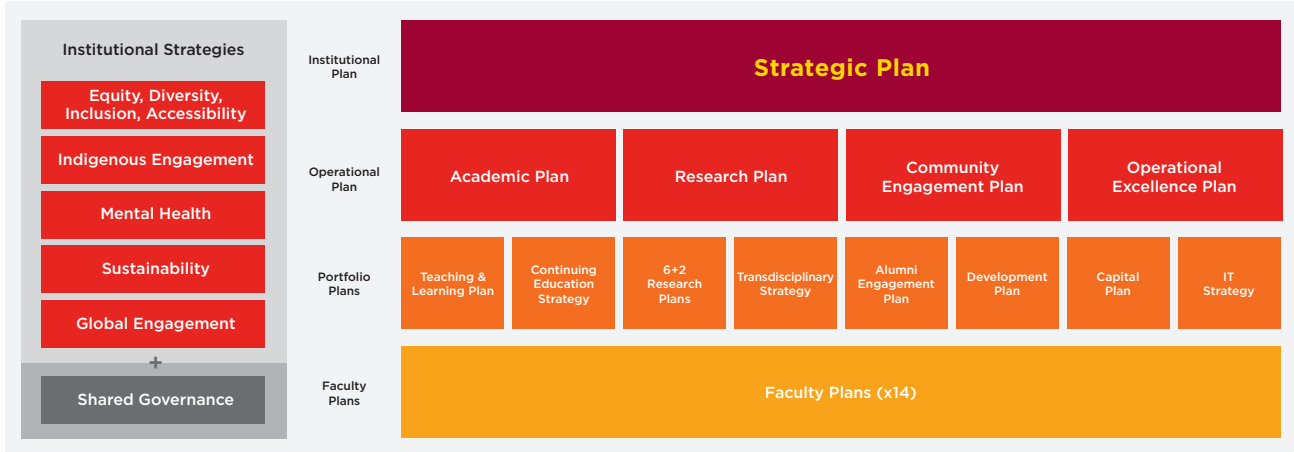 Institutional Strategies
Equity, Diversity,
Inclusion, Accessibility
Indigenous Engagement
Mental Health
Sustainability
Global Engagement
+
Shared Governance
Institutional
Plan
Strategic Plan
Operational
Plan
Academic Plan
Research Plan
Community
Engagement Plan
Operational
Excellence Plan
Portfolio
Plans
Teaching &
Learning Plan
Continuing
Education
Strategy
6+2
Research
Plans
Transdisciplinary
Strategy
Alumni
Engagement
Plan
Development
Plan
Capital
Plan
IT
Strategy
Faculty
Plans
Faculty Plans (x14)